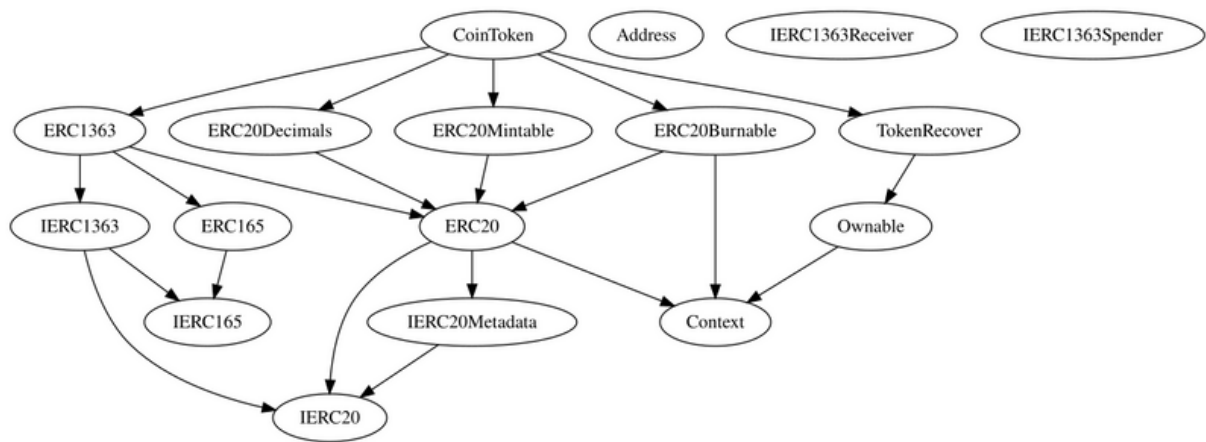 CoinToken
Address
IERC1363Receiver
IERC1363Spender
ERC1363
ERC20Decimals
ERC20Mintable
ERC20Burnable
TokenRecover
IERC1363
ERC165
ERC20
Ownable
IERC165
IERC20Metadata
Context
IERC20